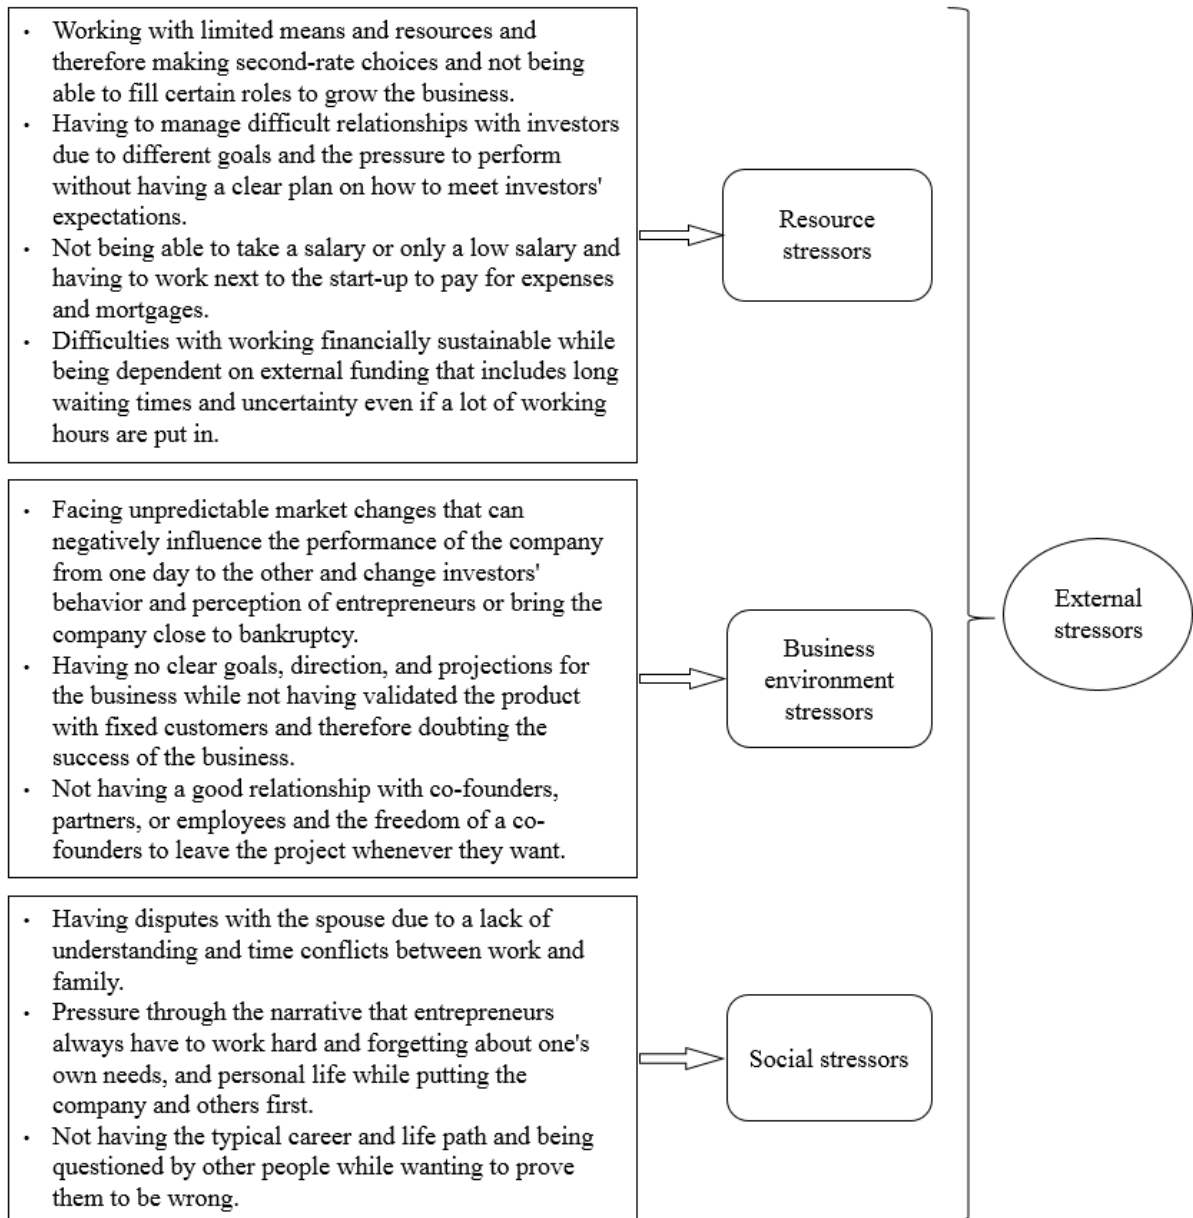 • Working with limited means and resources and
therefore making second-rate choices and not being
able to fill certain roles to grow the business.
• Having to manage difficult relationships with investors
due to different goals and the pressure to perform
without having a clear plan on how to meet investors'
expectations.
• Not being able to take a salary or only a low salary and
having to work next to the start-up to pay for expenses
and mortgages.
• Difficulties with working financially sustainable while
being dependent on external funding that includes long
waiting times and uncertainty even if a lot of working
hours are put in.
Resource
stressors
• Facing unpredictable market changes that can
negatively influence the performance of the company
from one day to the other and change investors'
behavior and perception of entrepreneurs or bring the
company close to bankruptcy.
• Having no clear goals, direction, and projections for
the business while not having validated the product
with fixed customers and therefore doubting the
success of the business.
• Not having a good relationship with co-founders,
partners, or employees and the freedom of a co-
founders to leave the project whenever they want.
Business
environment
stressors
• Having disputes with the spouse due to a lack of
understanding and time conflicts between work and
family.
• Pressure through the narrative that entrepreneurs
always have to work hard and forgetting about one's
own needs, and personal life while putting the
company and others first.
• Not having the typical career and life path and being
questioned by other people while wanting to prove
them to be wrong.
Social stressors
External
stressors